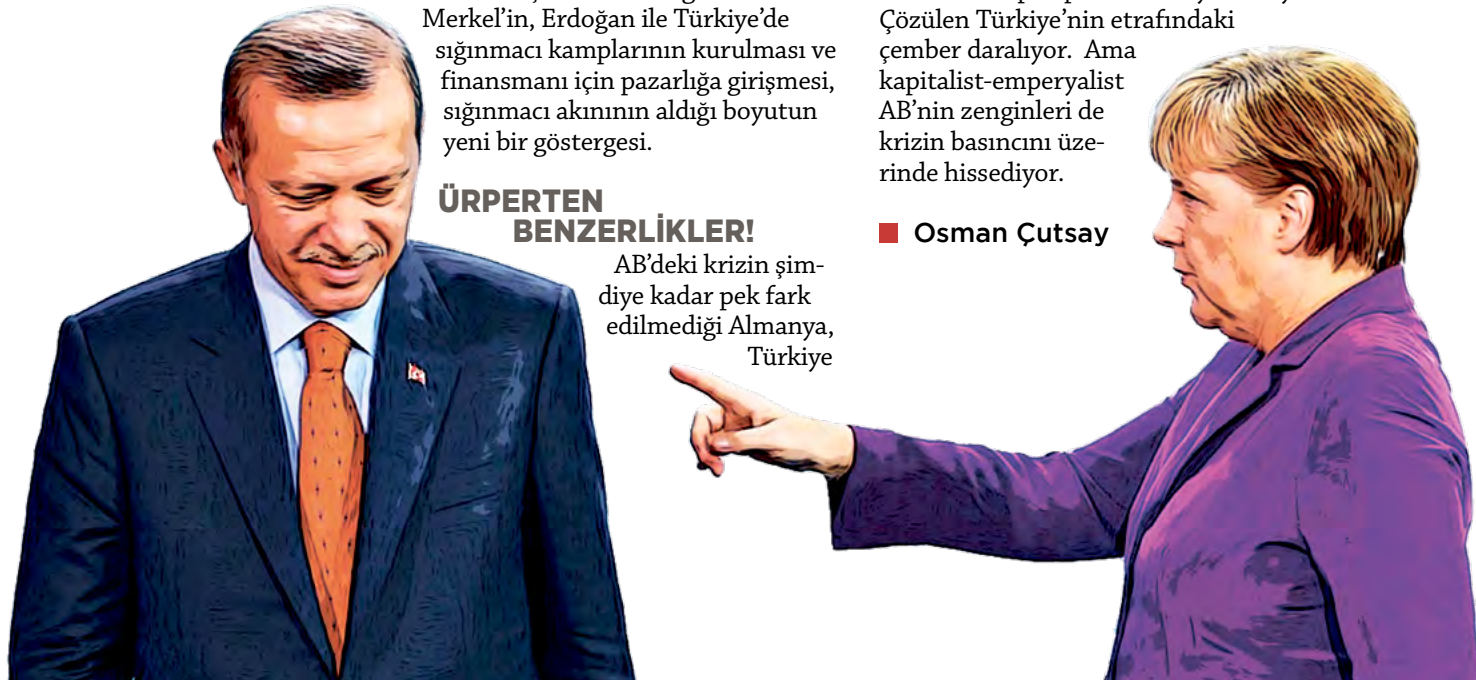 Merkel’in, Erdoğan ile Türkiye’de
sığınmacı kamplarının kurulması ve
finansmanı için pazarlığa girişmesi,
sığınmacı akınının aldığı boyutun
yeni bir göstergesi.
ÜRPERTEN
BENZERLİKLER!
AB’deki krizin şim-
diye kadar pek fark
edilmediği Almanya,
Türkiye
Çözülen Türkiye’nin etrafındaki
çember daralıyor. Ama
kapitalist-emperyalist
AB’nin zenginleri de
krizin basıncını üze-
rinde hissediyor.
Osman Çutsay